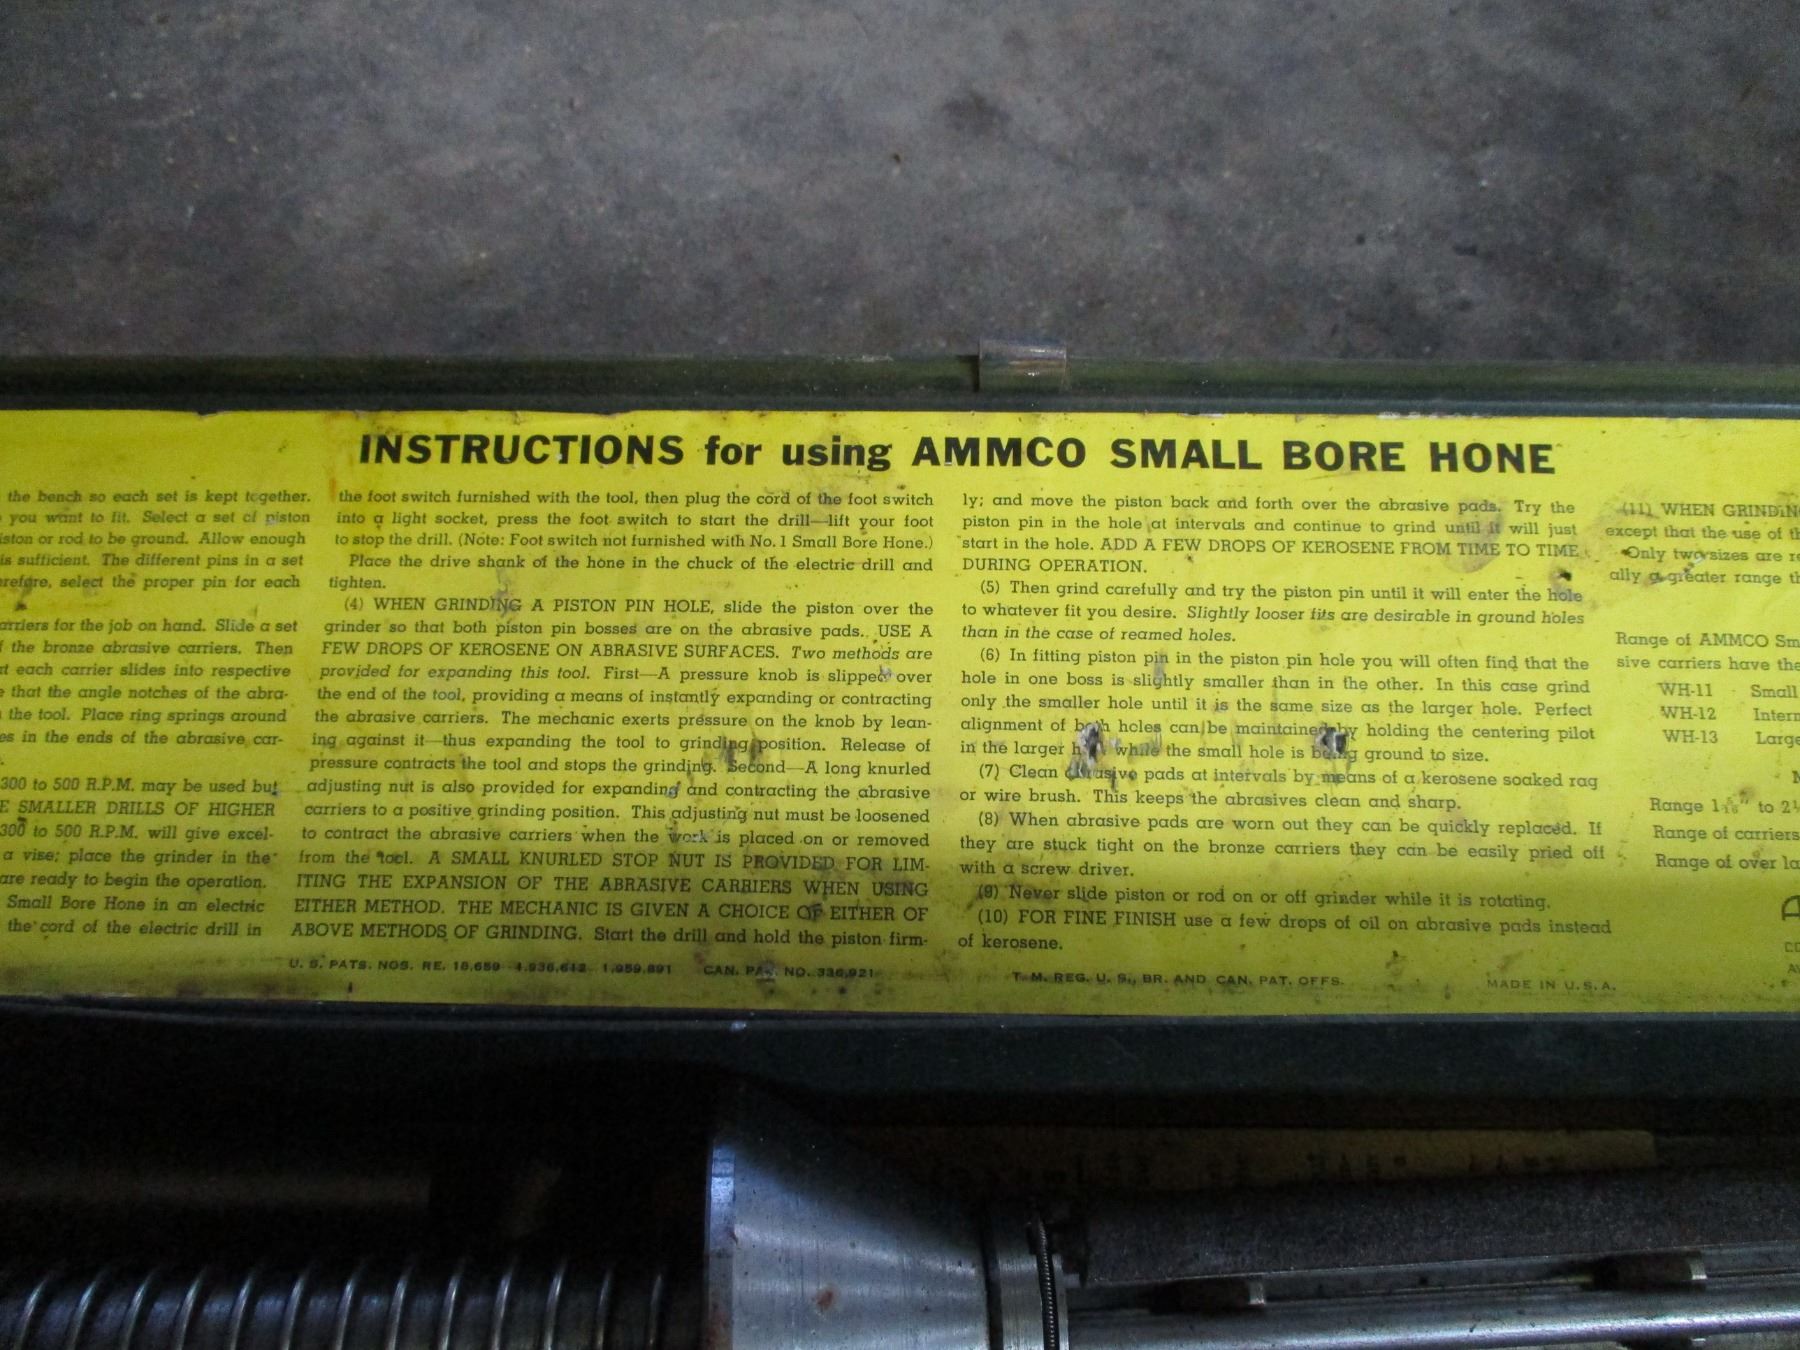 INSTRUCTIONS for using AMMCO SMALL BORE HONE
the bench so each set is kept together.
you want to fit. Select a set of piston
iston or rod to be ground. Allow enough
is sufficient. The different pins in a set
erefore, select the proper pin for each
arriers for the job on hand. Slide a set
f the bronze abrasive carriers. Then
at each carrier slides into respective
e that the angle notches of the abra-
the tool. Place ring springs around
es in the ends of the abrasive car-
300 to 500 R.P.M. may be used but
E SMALLER DRILLS OF HIGHER
300 to 500 R.P.M. will give excel-
a vise; place the grinder in the
are ready to begin the operation.
Small Bore Hone in an electric
the cord of the electric drill in
the foot switch furnished with the tool, then plug the cord of the foot switch
into a light socket, press the foot switch to start the drill—lift your foot
to stop the drill. (Note: Foot switch not furnished with No. 1 Small Bore Hone.)
Place the drive shank of the hone in the chuck of the electric drill and
tighten.
(4) WHEN GRINDING A PISTON PIN HOLE, slide the piston over the
grinder so that both piston pin bosses are on the abrasive pads. USE A
FEW DROPS OF KEROSENE ON ABRASIVE SURFACES. Two methods are
provided for expanding this tool. First—A pressure knob is slipped over
the end of the tool, providing a means of instantly expanding or contracting
the abrasive carriers. The mechanic exerts pressure on the knob by lean-
ing against it—thus expanding the tool to grinding position. Release of
pressure contracts the tool and stops the grinding. Second—A long knurled
adjusting nut is also provided for expanding and contracting the abrasive
carriers to a positive grinding position. This adjusting nut must be loosened
to contract the abrasive carriers when the work is placed on or removed
from the tool. A SMALL KNURLED STOP NUT IS PROVIDED FOR LIM-
ITING THE EXPANSION OF THE ABRASIVE CARRIERS WHEN USING
EITHER METHOD. THE MECHANIC IS GIVEN A CHOICE OF EITHER OF
ABOVE METHODS OF GRINDING. Start the drill and hold the piston firm-
ly; and move the piston back and forth over the abrasive pads. Try the
piston pin in the hole at intervals and continue to grind until it will just
start in the hole. ADD A FEW DROPS OF KEROSENE FROM TIME TO TIME
DURING OPERATION.
(5) Then grind carefully and try the piston pin until it will enter the hole
to whatever fit you desire. Slightly looser fits are desirable in ground holes
than in the case of reamed holes.
(6) In fitting piston pin in the piston pin hole you will often find that the
hole in one boss is slightly smaller than in the other. In this case grind
only the smaller hole until it is the same size as the larger hole. Perfect
alignment of both holes can be maintained by holding the centering pilot
in the larger while the small hole is being ground to size.
(7) Clean abrasive pads at intervals by means of a kerosene soaked rag
or wire brush. This keeps the abrasives clean and sharp.
(8) When abrasive pads are worn out they can be quickly replaced. If
they are stuck tight on the bronze carriers they can be easily pried off
with a screw driver.
(9) Never slide piston or rod on or off grinder while it is rotating.
(10) FOR FINE FINISH use a few drops of oil on abrasive pads instead
of kerosene.
(11) WHEN GRINDING
except that the use of th
Only two sizes are re
ally a greater range th
Range of AMMCO Sm
sive carriers have the
WH-11 Small
WH-12 Intern
WH-13 Large
Range 1 1/16" to 2
Range of carriers
Range of over la
U. S. PATS. NOS. RE. 18,659 1,936,612 1,959,891 CAN. PAT. NO. 336,921
T. M. REG. U. S., BR. AND CAN. PAT. OFFS.
MADE IN U.S.A.